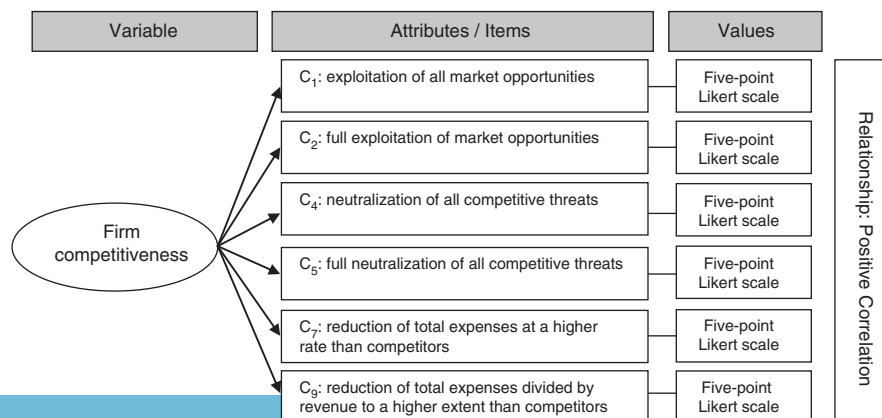 Variable
Attributes / Items
Values
C1: exploitation of all market opportunities
Five-point
Likert scale
C2: full exploitation of market opportunities
Five-point
Likert scale
C4: neutralization of all competitive threats
Five-point
Likert scale
Firm
competitiveness
C5: full neutralization of all competitive threats
Five-point
Likert scale
C7: reduction of total expenses at a higher
rate than competitors
Five-point
Likert scale
C9: reduction of total expenses divided by
revenue to a higher extent than competitors
Five-point
Likert scale
Relationship: Positive Correlation